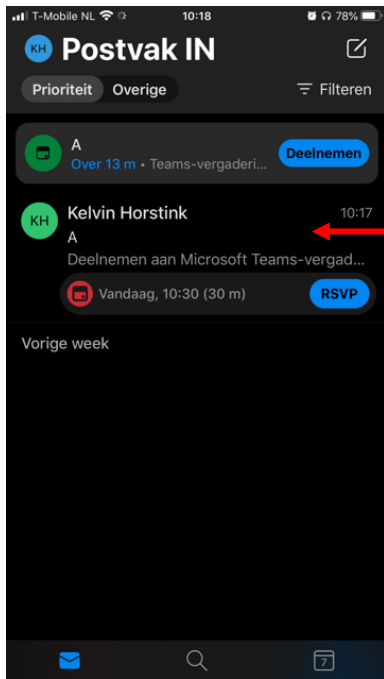 T-Mobile NL 10:18 78%
KH Postvak IN
Prioriteit Overige Filteren
A
Over 13 m • Teams-vergaderi... Deelnemen
KH Kelvin Horstink 10:17
A
Deelnemen aan Microsoft Teams-vergad...
Vandaag, 10:30 (30 m) RSVP
Vorige week
7